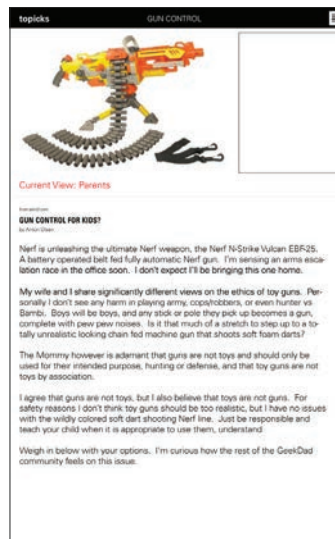 topicks
GUN CONTROL
Current View: Parents
GUN CONTROL FOR KIDS?
by Anton Olsen
Nerf is unleashing the ultimate Nerf weapon, the Nerf N-Strike Vulcan EBF-25.
A battery operated belt fed fully automatic Nerf gun. I'm sensing an arms esca-
lation race in the office soon. I don't expect I'll be bringing this one home.
My wife and I share significantly different views on the ethics of toy guns. Per-
sonally I don't see any harm in playing army, cops/robbers, or even hunter vs
Bambi. Boys will be boys, and any stick or pole they pick up becomes a gun,
complete with pew pew noises. Is it that much of a stretch to step up to a to-
tally unrealistic looking chain fed machine gun that shoots soft foam darts?
The Mommy however is adamant that guns are not toys and should only be
used for their intended purpose, hunting or defense, and that toy guns are not
toys by association.
I agree that guns are not toys, but I also believe that toys are not guns. For
safety reasons I don't think toy guns should be too realistic, but I have no issues
with the wildly colored soft dart shooting Nerf line. Just be responsible and
teach your child when it is appropriate to use them, understand
Weigh in below with your options. I'm curious how the rest of the GeekDad
community feels on this issue.